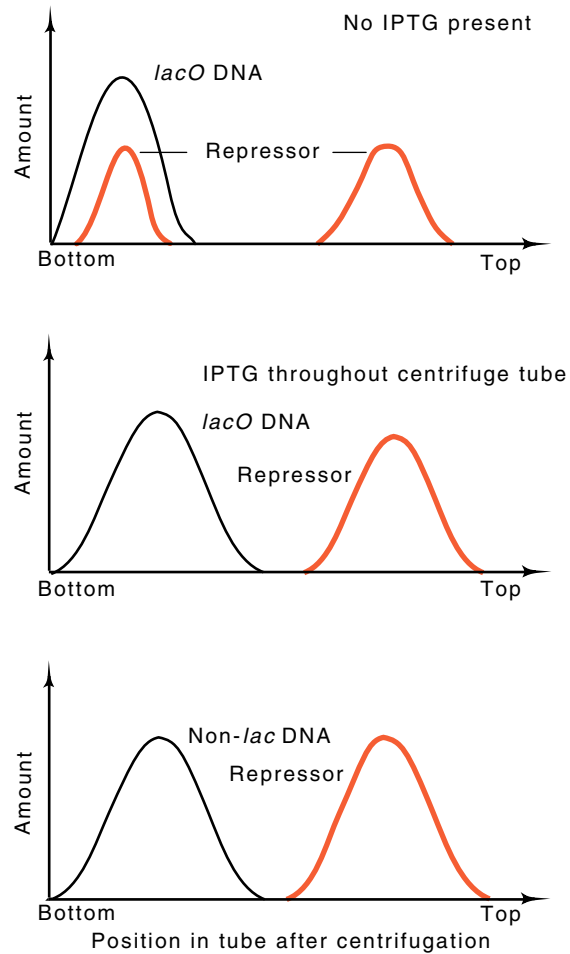 No IPTG present
lacO DNA
Repressor
Amount
Bottom
Top
IPTG throughout centrifuge tube
lacO DNA
Repressor
Amount
Bottom
Top
Non-lac DNA
Repressor
Amount
Bottom
Top
Position in tube after centrifugation